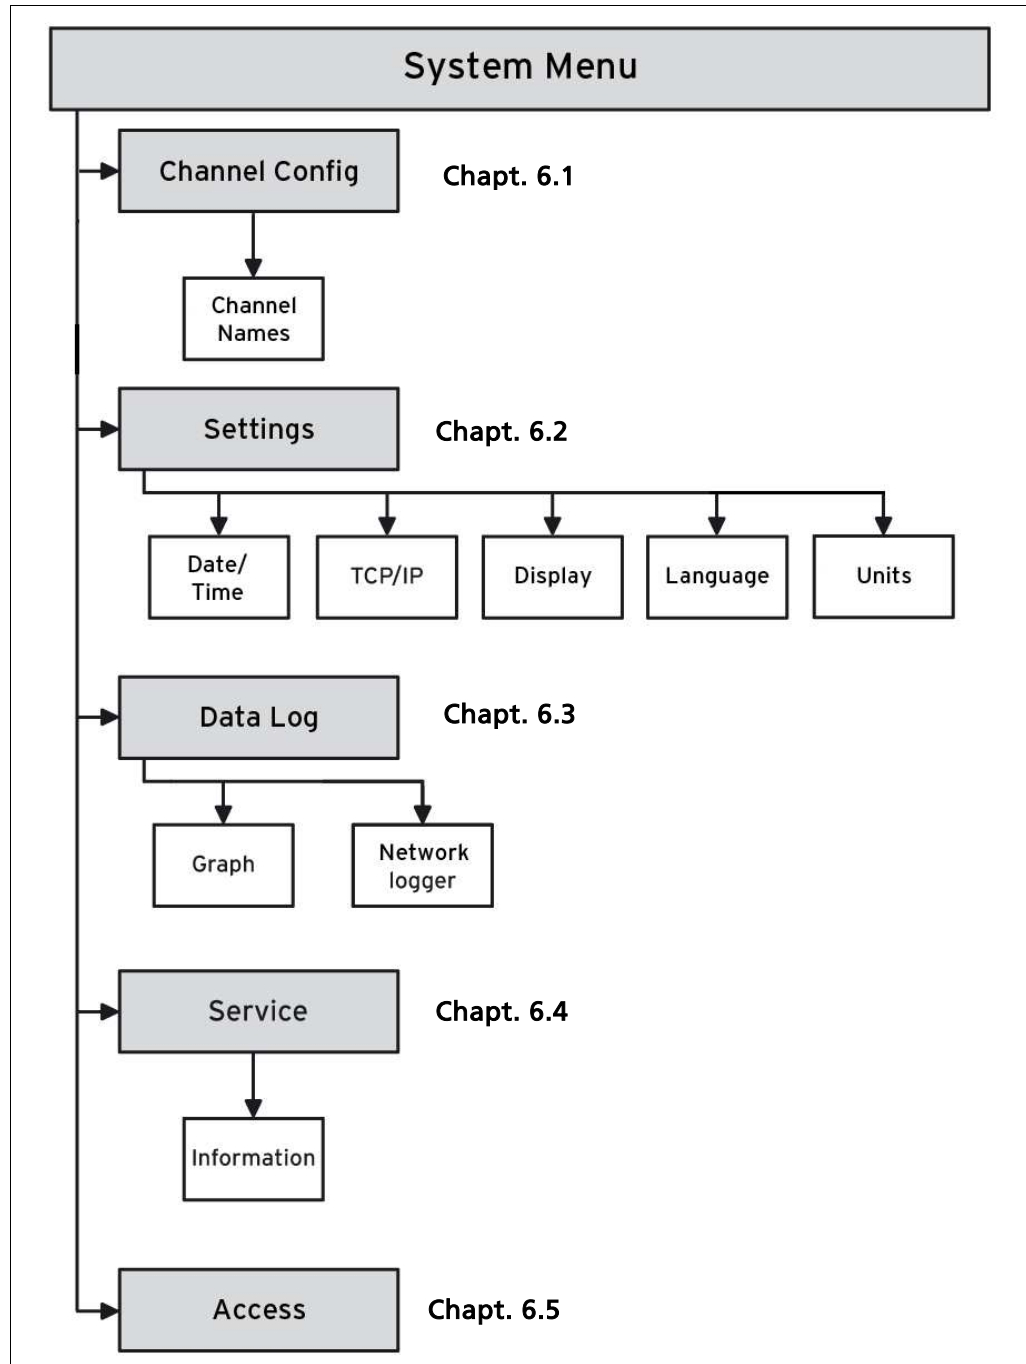 System Menu
Channel Config
Chapt. 6.1
Channel
Names
Settings
Chapt. 6.2
Date/
Time
TCP/IP
Display
Language
Units
Data Log
Chapt. 6.3
Graph
Network
logger
Service
Chapt. 6.4
Information
Access
Chapt. 6.5